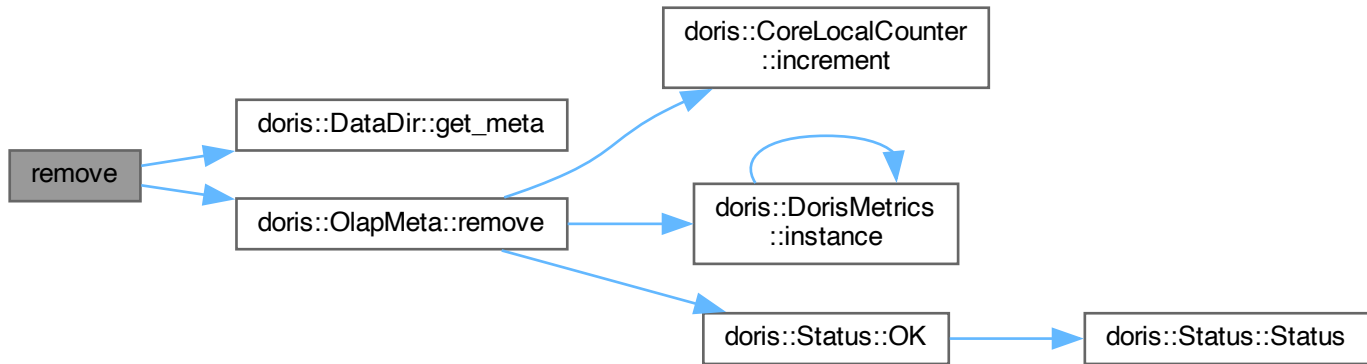 remove
doris::DataDir::get_meta
doris::OlapMeta::remove
doris::CoreLocalCounter
::increment
doris::DorisMetrics
::instance
doris::Status::OK
doris::Status::Status